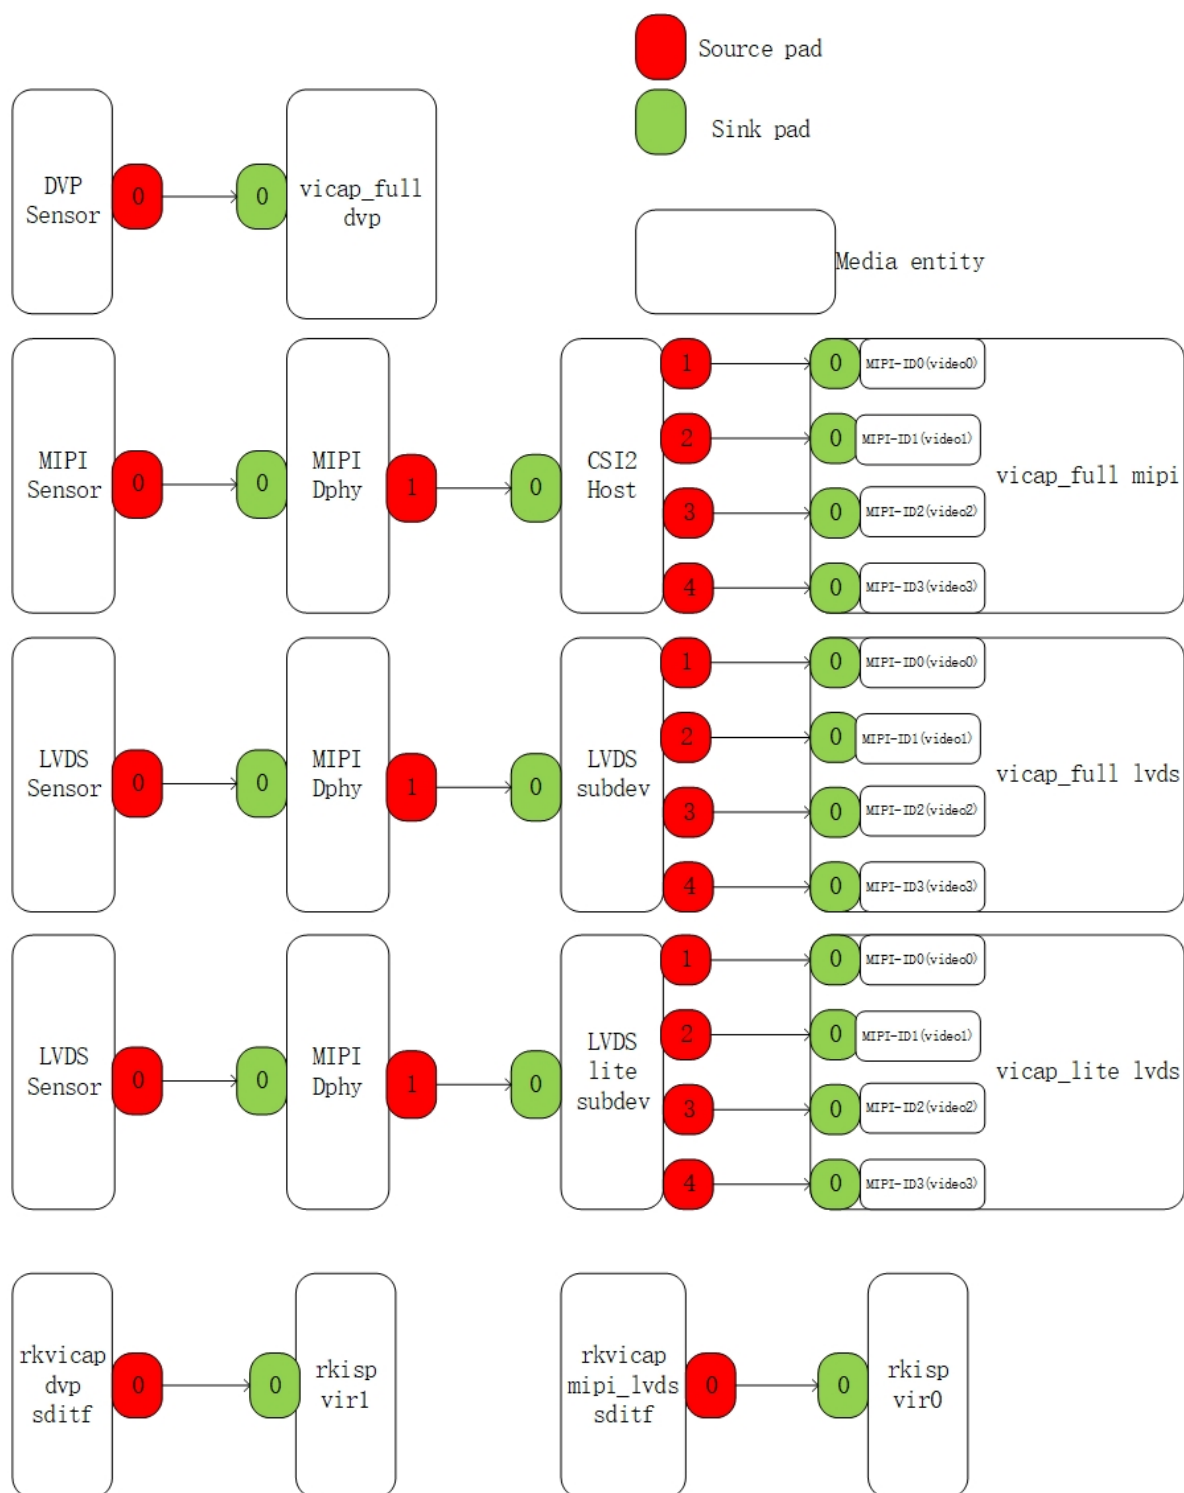 Source pad
Sink pad
DVP
Sensor
0
0
vicap_full
dvp
Media entity
MIPI
Sensor
0
0
MIPI
Dphy
1
0
CSI2
Host
1
0
MIPI-ID0(video0)
2
0
MIPI-ID1(video1)
3
0
MIPI-ID2(video2)
4
0
MIPI-ID3(video3)
vicap_full mipi
LVDS
Sensor
0
0
MIPI
Dphy
1
0
LVDS
subdev
1
0
MIPI-ID0(video0)
2
0
MIPI-ID1(video1)
3
0
MIPI-ID2(video2)
4
0
MIPI-ID3(video3)
vicap_full lvds
LVDS
Sensor
0
0
MIPI
Dphy
1
0
LVDS
lite
subdev
1
0
MIPI-ID0(video0)
2
0
MIPI-ID1(video1)
3
0
MIPI-ID2(video2)
4
0
MIPI-ID3(video3)
vicap_lite lvds
rkvicap
dvp
sditf
0
0
rkisp
vir1
rkvicap
mipi_lvds
sditf
0
0
rkisp
vir0